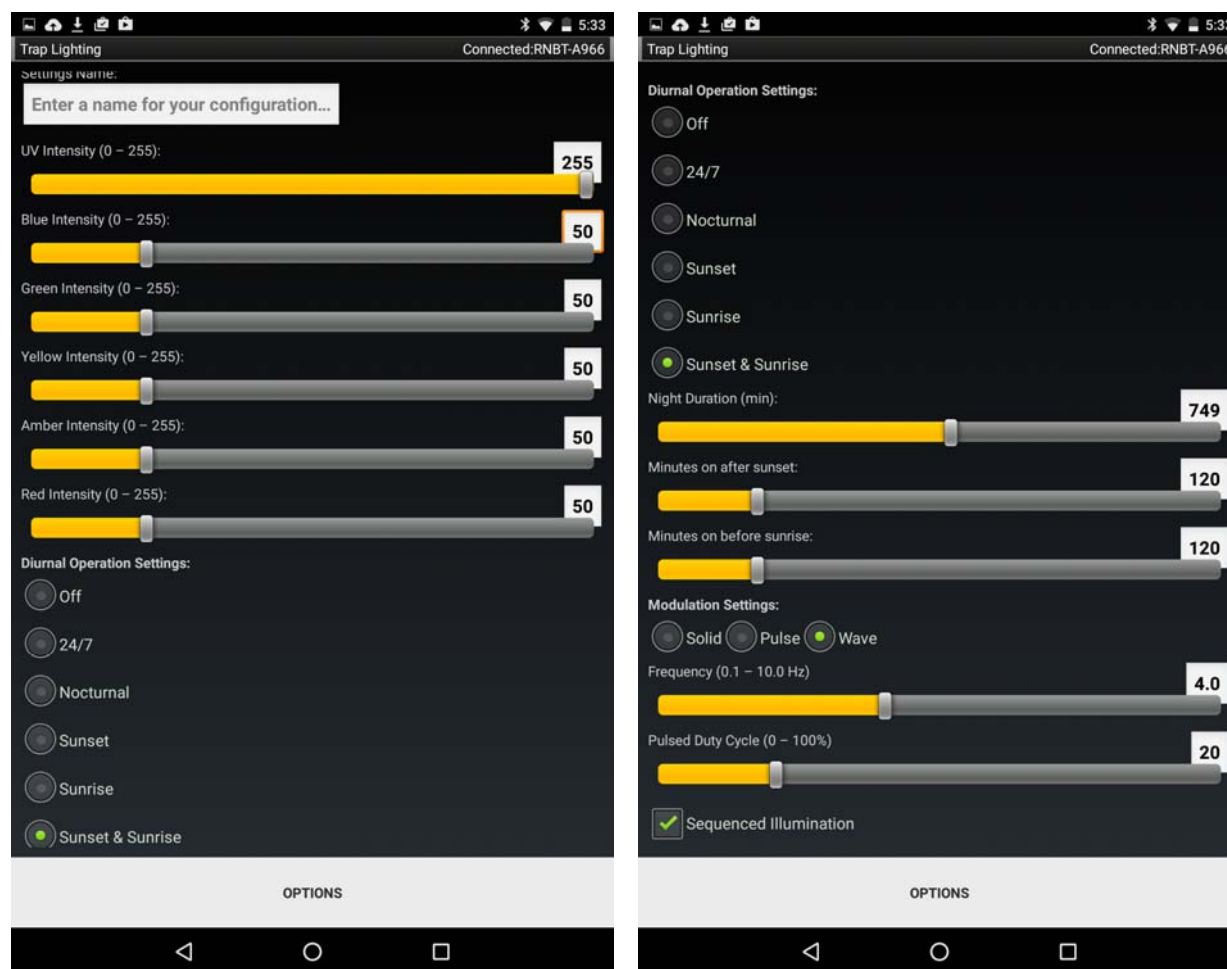 5:33
Trap Lighting Connected:RNBT-A966
Settings Name:
Enter a name for your configuration...
UV Intensity (0 – 255):
255
Blue Intensity (0 – 255):
50
Green Intensity (0 – 255):
50
Yellow Intensity (0 – 255):
50
Amber Intensity (0 – 255):
50
Red Intensity (0 – 255):
50
Diurnal Operation Settings:
Off
24/7
Nocturnal
Sunset
Sunrise
Sunset & Sunrise
OPTIONS
5:33
Trap Lighting Connected:RNBT-A966
Diurnal Operation Settings:
Off
24/7
Nocturnal
Sunset
Sunrise
Sunset & Sunrise
Night Duration (min):
749
Minutes on after sunset:
120
Minutes on before sunrise:
120
Modulation Settings:
Solid Pulse Wave
Frequency (0.1 – 10.0 Hz)
4.0
Pulsed Duty Cycle (0 – 100%)
20
Sequenced Illumination
OPTIONS